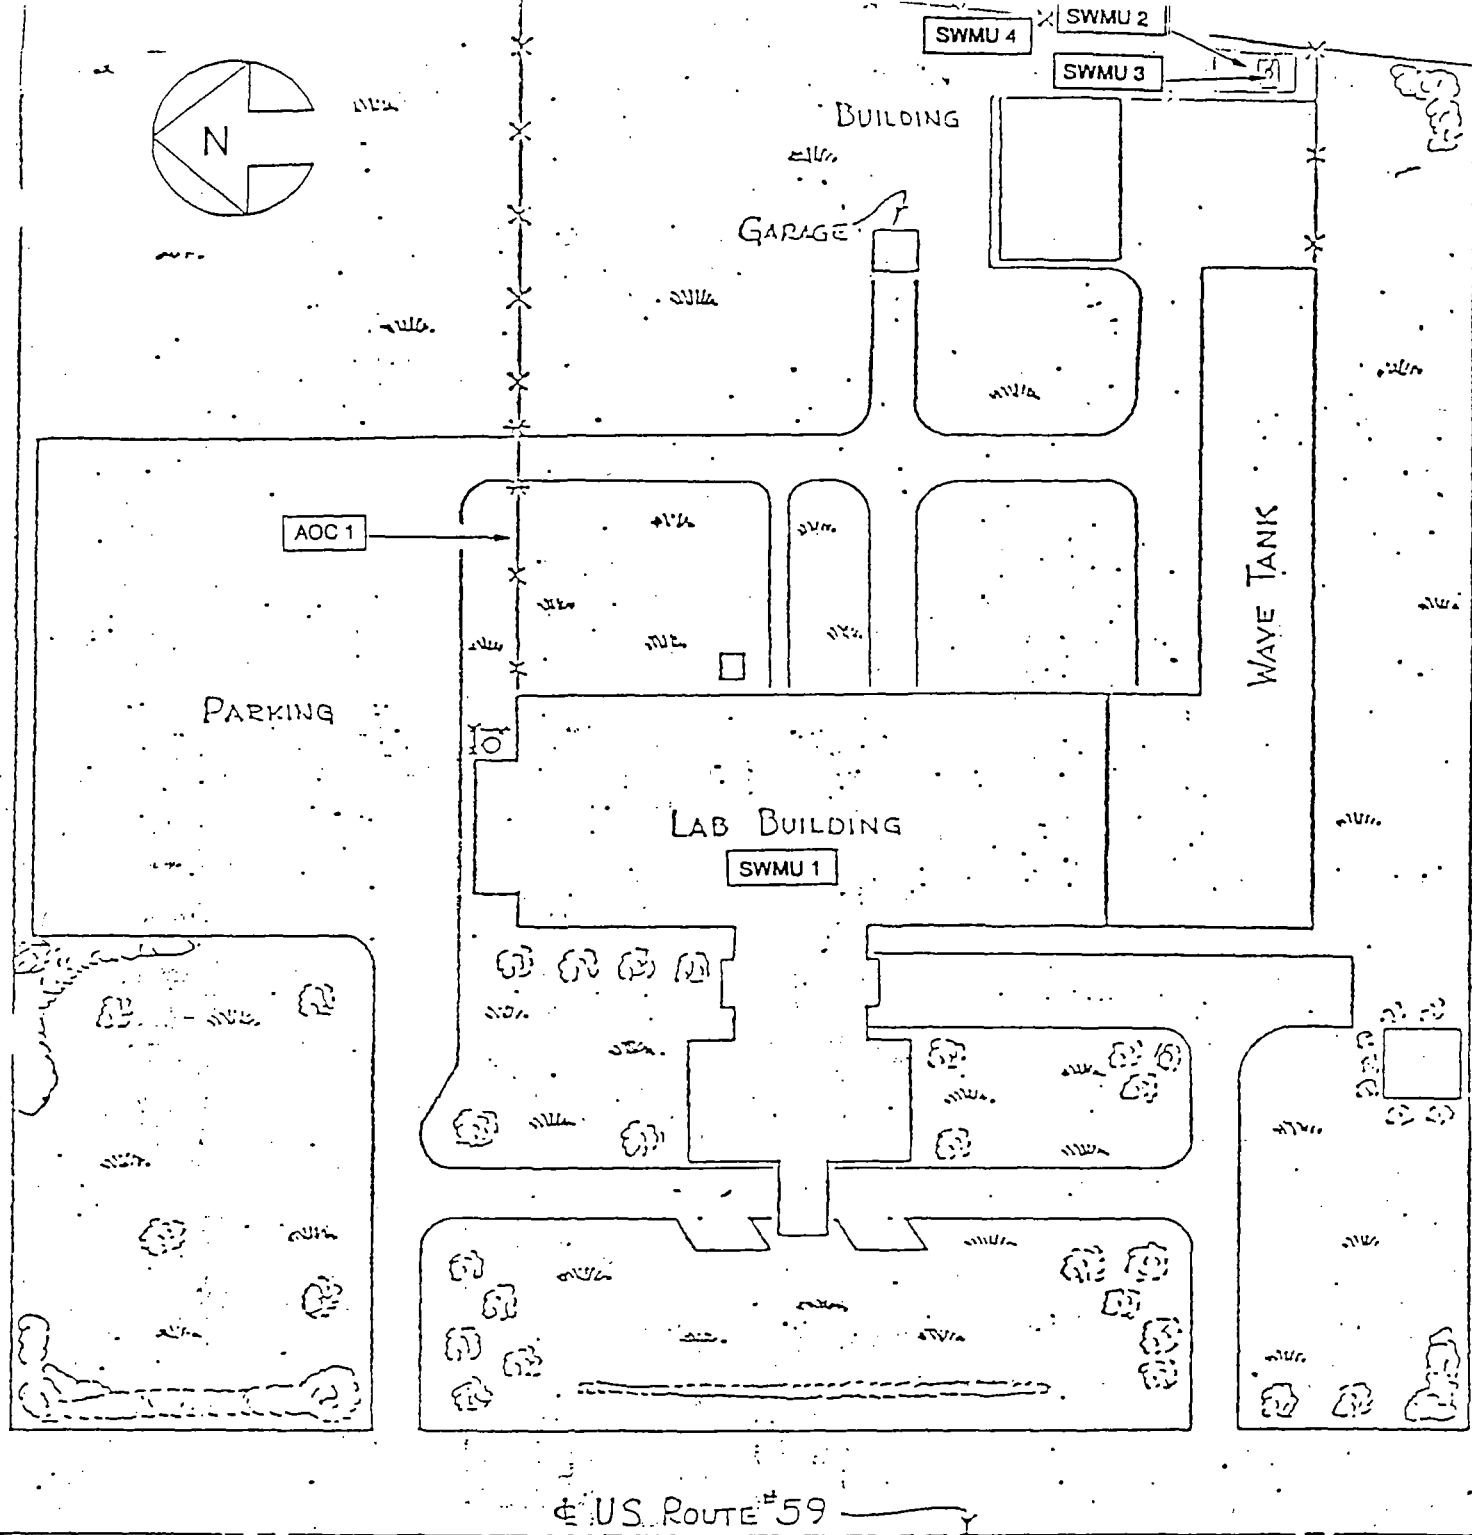 SWMU 2
SWMU 4
SWMU 3
BUILDING
N
GARAGE
AOC 1
WAVE TANK
PARKING
LAB BUILDING
SWMU 1
℄ US ROUTE #59